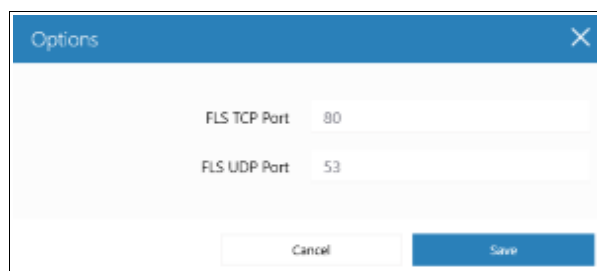 Options
FLS TCP Port 80
FLS UDP Port 53
Cancel Save